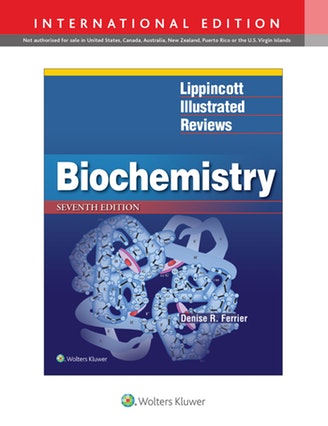 INTERNATIONAL EDITION
Not authorised for sale in United States, Canada, Australia, New Zealand, Puerto Rico or the U.S. Virgin Islands
Lippincott
Illustrated
Reviews
Biochemistry
SEVENTH EDITION
Denise R. Ferrier
Wolters Kluwer
Wolters Kluwer